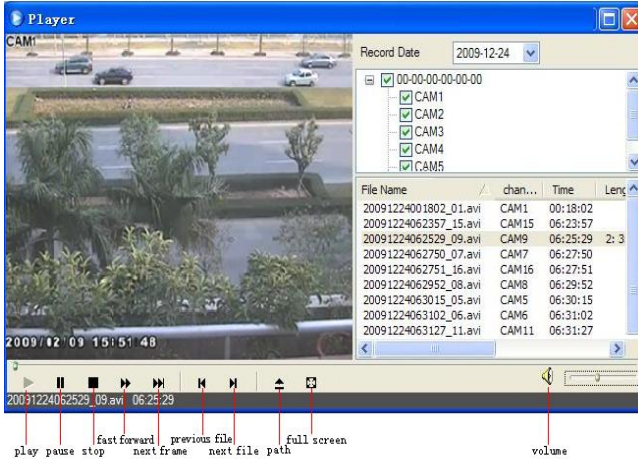 Player
CAM1
Record Date 2009-12-24
00-00-00-00-00-00
CAM1
CAM2
CAM3
CAM4
CAM5
File Name chan... Time Leng
20091224001802_01.avi CAM1 00:18:02
20091224062357_15.avi CAM15 06:23:57
20091224062529_09.avi CAM9 06:25:29 2: 3
20091224062750_07.avi CAM7 06:27:50
20091224062751_16.avi CAM16 06:27:51
20091224062952_08.avi CAM8 06:29:52
20091224063015_05.avi CAM5 06:30:15
20091224063102_06.avi CAM6 06:31:02
20091224063127_11.avi CAM11 06:31:27
2009/12/09 15:51:48
20091224062529_09.avi 06:25:29
fast forward previous file full screen
play pause stop next frame next file path volume